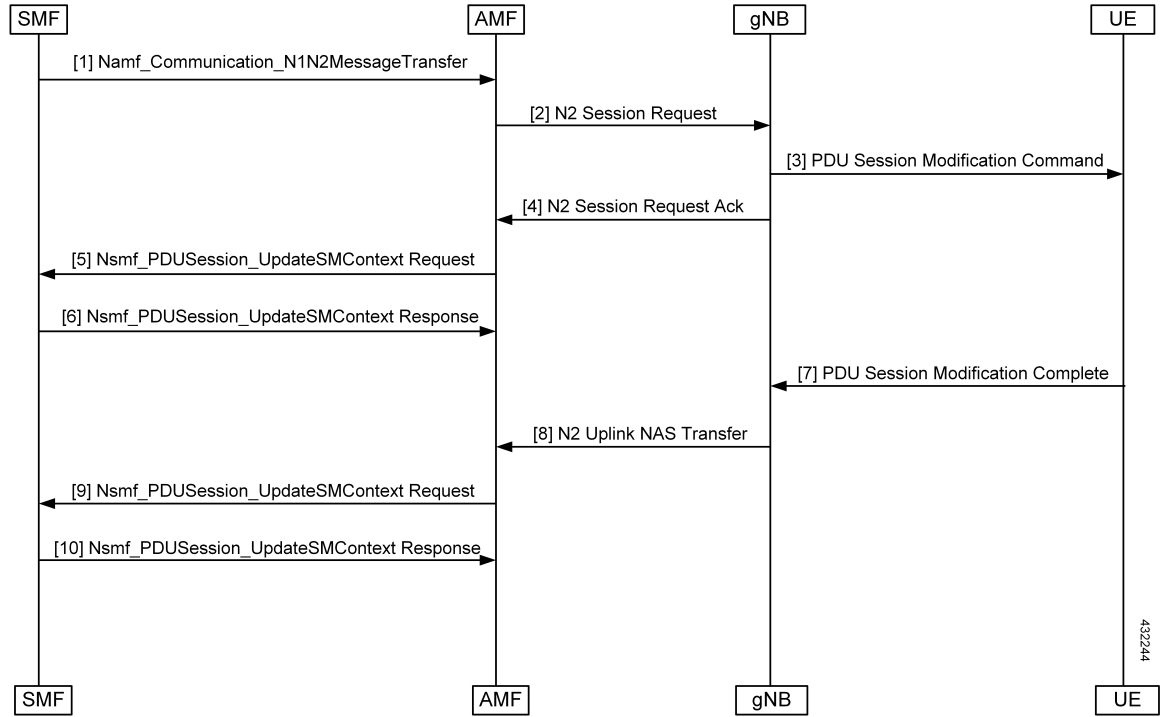 SMF
AMF
gNB
UE
[1] Namf_Communication_N1N2MessageTransfer
[2] N2 Session Request
[3] PDU Session Modification Command
[4] N2 Session Request Ack
[5] Nsmf_PDUSession_UpdateSMContext Request
[6] Nsmf_PDUSession_UpdateSMContext Response
[7] PDU Session Modification Complete
[8] N2 Uplink NAS Transfer
[9] Nsmf_PDUSession_UpdateSMContext Request
[10] Nsmf_PDUSession_UpdateSMContext Response
432244
SMF
AMF
gNB
UE